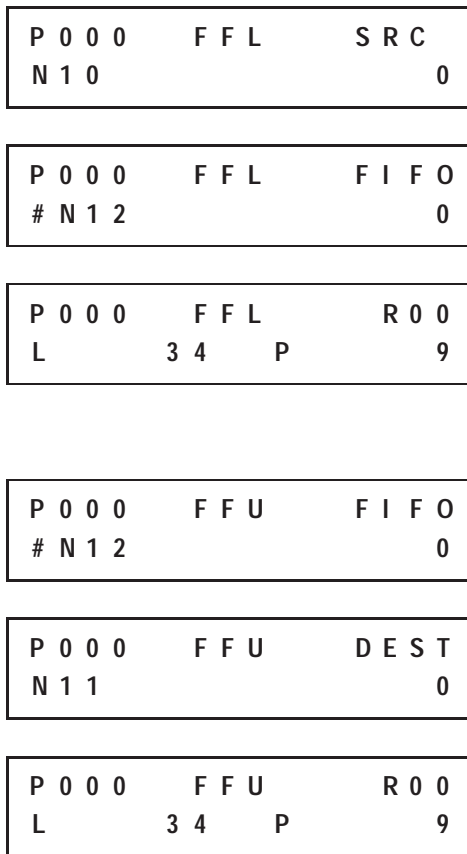 P000 FFL SRC
N10 0
P000 FFL FIFO
#N12 0
P000 FFL R00
L 34 P 9
P000 FFU FIFO
#N12 0
P000 FFU DEST
N11 0
P000 FFU R00
L 34 P 9